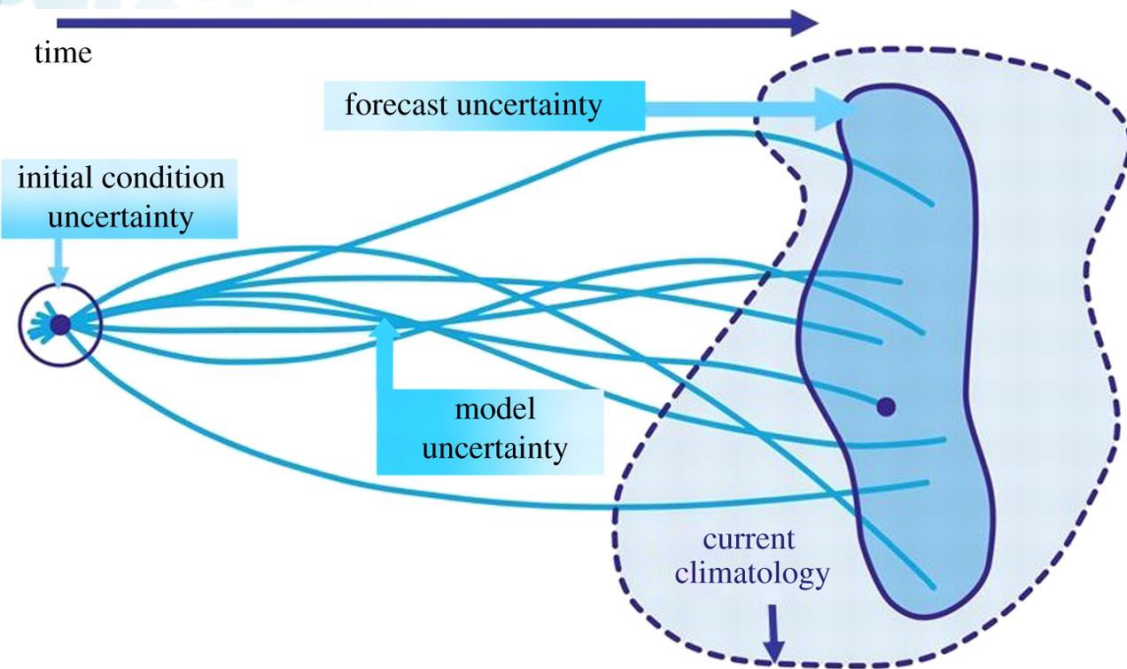 time
forecast uncertainty
initial condition
uncertainty
model
uncertainty
current
climatology